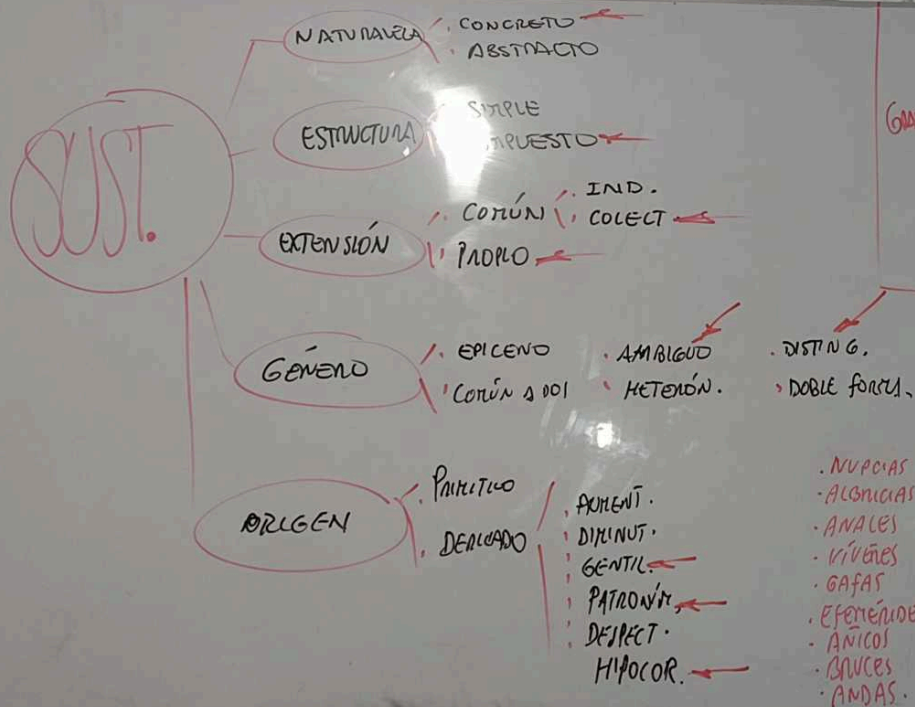 SUST.
NATURALEZA
. CONCRETO
. ABSTRACTO
ESTRUCTURA
SIMPLE
MPUESTO
EXTENSIÓN
. COMÚN
. IND.
. COLECT
. PROPIO
GÉNERO
. EPICENO
. COMÚN A DOS
. AMBIGUO
. HETERÓN.
. DISTING.
. DOBLE FORMA.
ORIGEN
. PRIMITIVO
. DERIVADO
. AUMENT.
. DIMINUT.
. GENTIL.
. PATRONÍM.
. DESPECT.
HIPOCOR.
. NUPCIAS
. ALBRICIAS
. ANALES
. VÍVERES
. GAFAS
. EFEMÉRIDE
. AÑICOS
. BRUCES
. ANDAS.